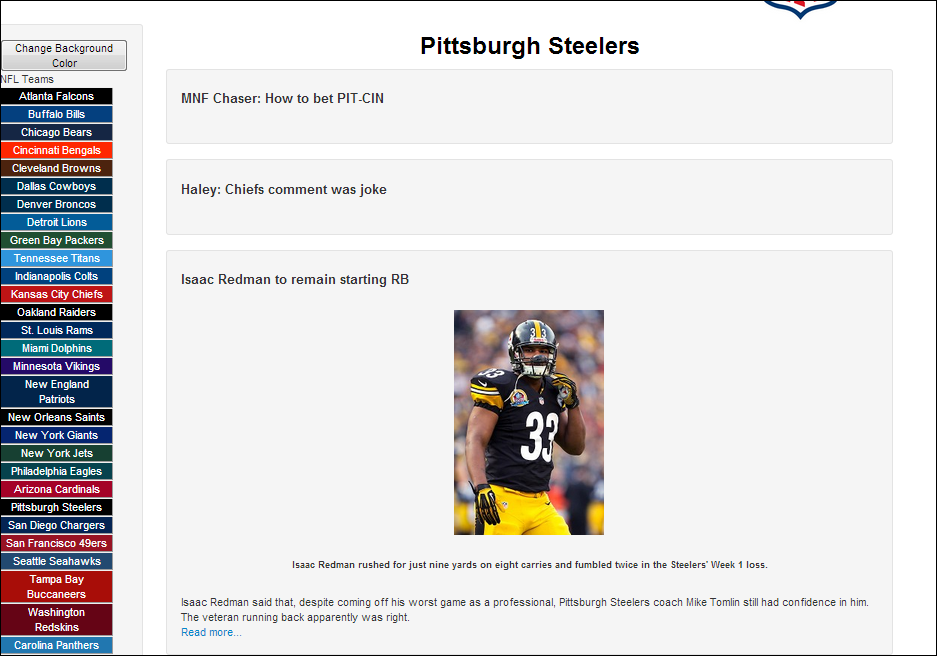 Change Background
Color
NFL Teams
Atlanta Falcons
Buffalo Bills
Chicago Bears
Cincinnati Bengals
Cleveland Browns
Dallas Cowboys
Denver Broncos
Detroit Lions
Green Bay Packers
Tennessee Titans
Indianapolis Colts
Kansas City Chiefs
Oakland Raiders
St. Louis Rams
Miami Dolphins
Minnesota Vikings
New England
Patriots
New Orleans Saints
New York Giants
New York Jets
Philadelphia Eagles
Arizona Cardinals
Pittsburgh Steelers
San Diego Chargers
San Francisco 49ers
Seattle Seahawks
Tampa Bay
Buccaneers
Washington
Redskins
Carolina Panthers
Pittsburgh Steelers
MNF Chaser: How to bet PIT-CIN
Haley: Chiefs comment was joke
Isaac Redman to remain starting RB
33
33
33
Isaac Redman rushed for just nine yards on eight carries and fumbled twice in the Steelers' Week 1 loss.
Isaac Redman said that, despite coming off his worst game as a professional, Pittsburgh Steelers coach Mike Tomlin still had confidence in him.
The veteran running back apparently was right.
Read more...